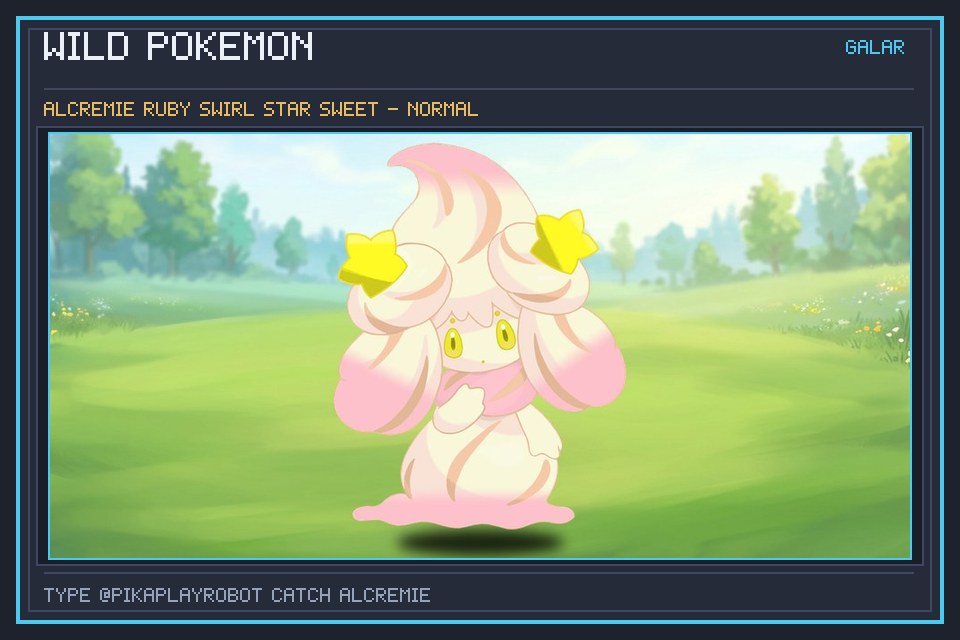 WILD POKEMON
GALAR
ALCREMIE RUBY SWIRL STAR SWEET - NORMAL
TYPE @PIKAPLAYROBOT CATCH ALCREMIE